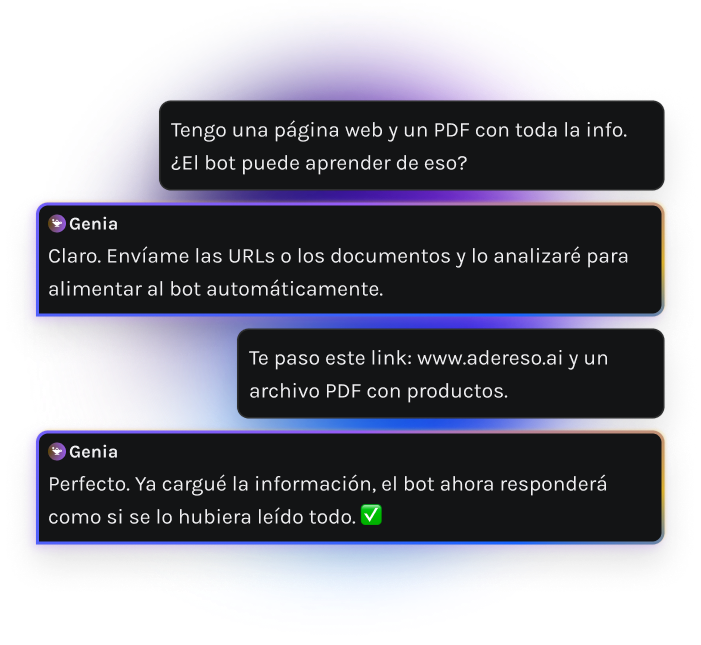 Tengo una página web y un PDF con toda la info.
¿El bot puede aprender de eso?
Genia
Claro. Envíame las URLs o los documentos y lo analizaré para
alimentar al bot automáticamente.
Te paso este link: www.adereso.ai y un
archivo PDF con productos.
Genia
Perfecto. Ya cargué la información, el bot ahora responderá
como si se lo hubiera leído todo. ✅